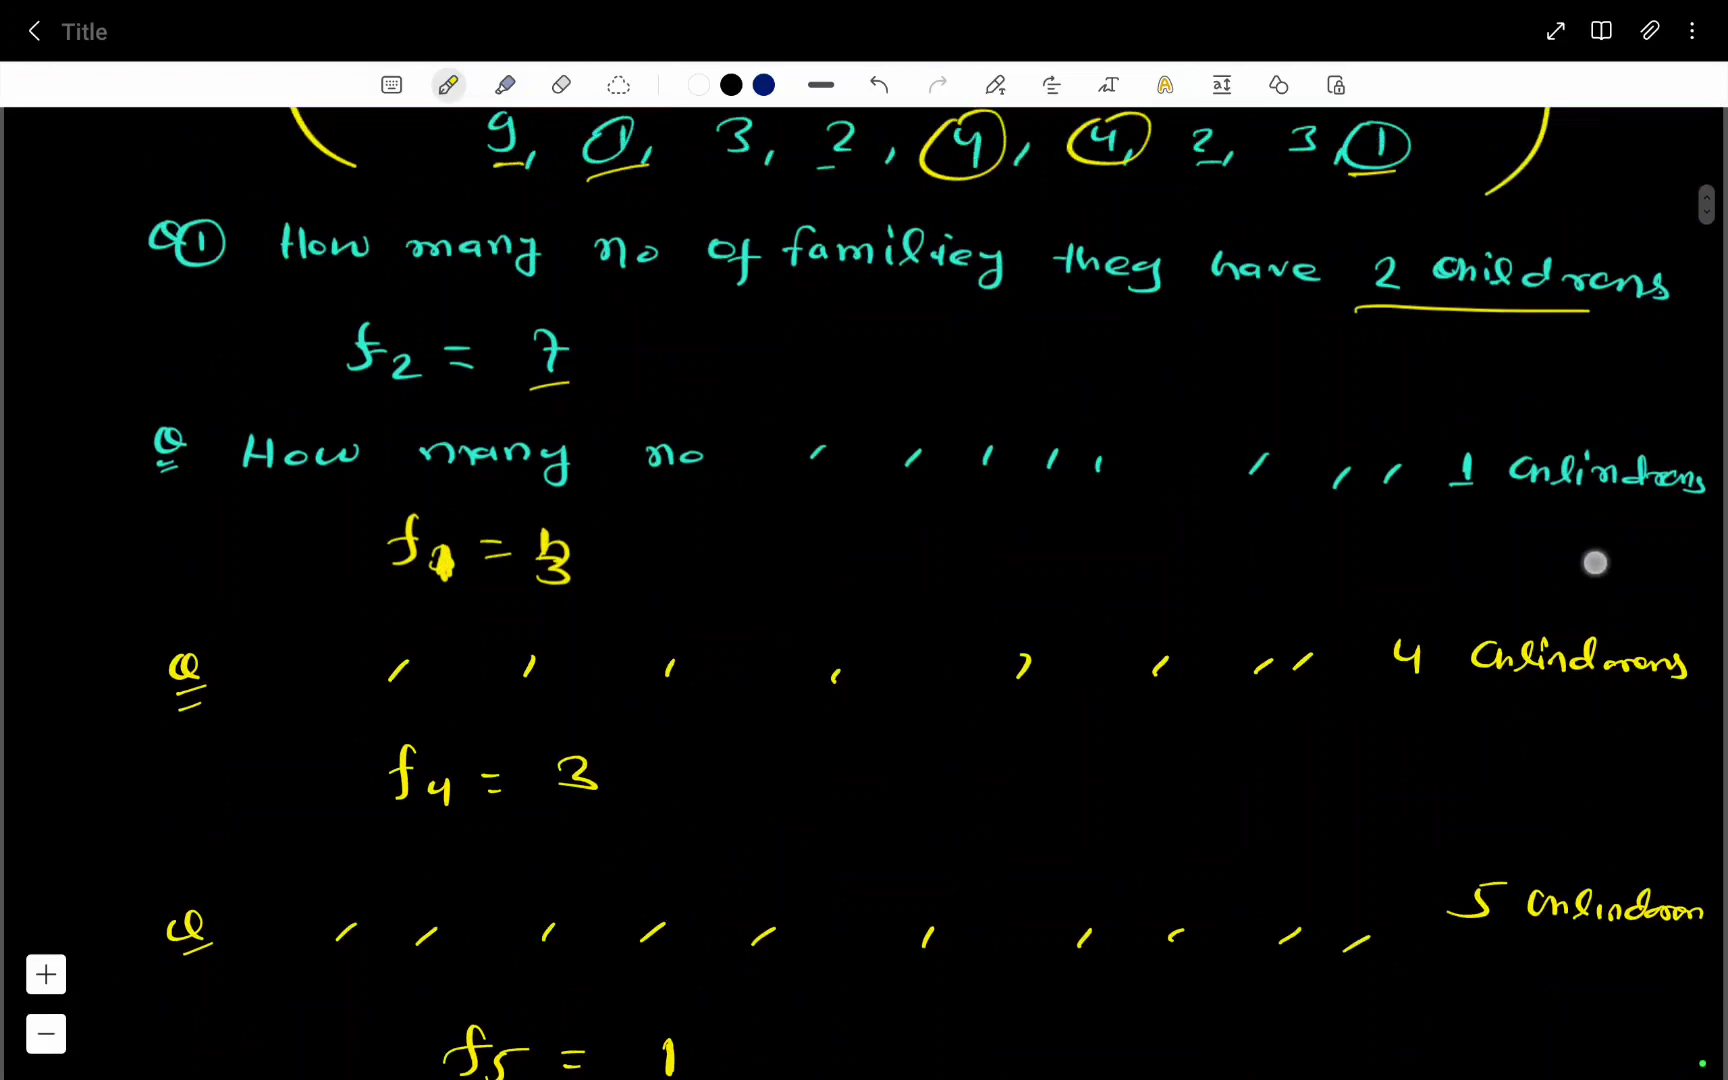 Title
9, 1, 3, 2, 4, 4, 2, 3, 1
Q1 How many no of familiey they have 2 childrens
f2 = 7
Q How many no , , , , , , , , 1 childrens
f1 = 3
Q , , , , , , , , 4 childrens
f4 = 3
Q , , , , , , , , , , 5 children
f5 = 1